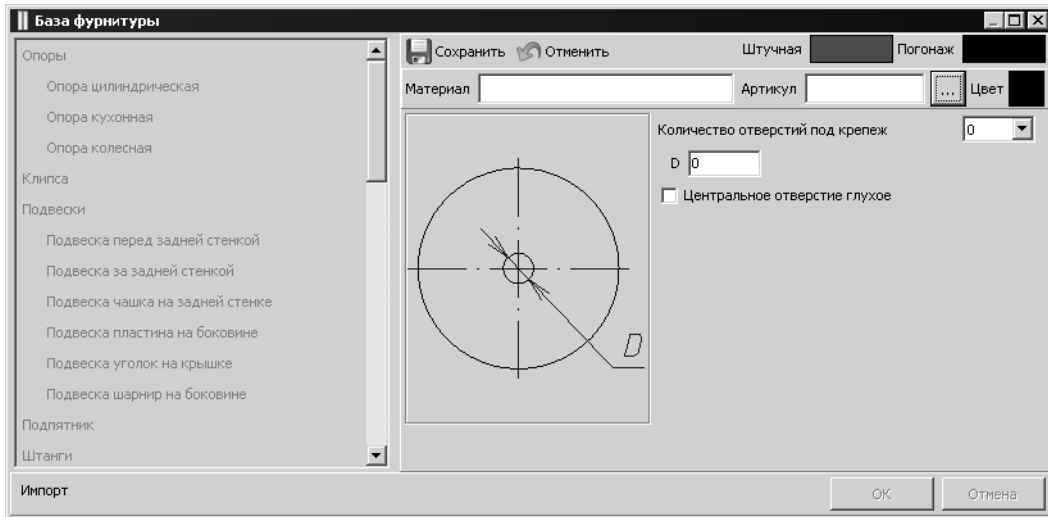 База фурнитуры
Опоры
Опора цилиндрическая
Опора кухонная
Опора колесная
Клипса
Подвески
Подвеска перед задней стенкой
Подвеска за задней стенкой
Подвеска чашка на задней стенке
Подвеска пластина на боковине
Подвеска уголок на крышке
Подвеска шарнир на боковине
Подпятник
Штанги
Сохранить Отменить Штучная Погонаж
Материал Артикул ... Цвет
Количество отверстий под крепеж 0
D 0
Центральное отверстие глухое
D
Импорт OK Отмена